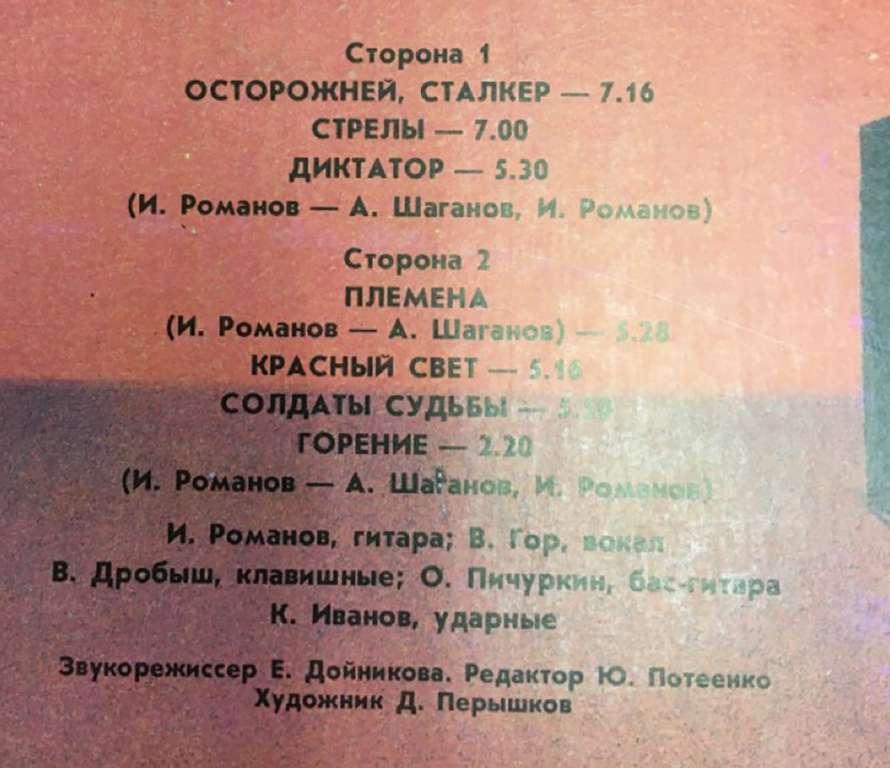 Сторона 1
ОСТОРОЖНЕЙ, СТАЛКЕР — 7.16
СТРЕЛЫ — 7.00
ДИКТАТОР — 5.30
(И. Романов — А. Шаганов, И. Романов)
Сторона 2
ПЛЕМЕНА
(И. Романов — А. Шаганов) — 5.28
КРАСНЫЙ СВЕТ — 5.16
СОЛДАТЫ СУДЬБЫ —
ГОРЕНИЕ — 2.20
(И. Романов — А. Шаганов, И. Романов)
И. Романов, гитара; В. Гор, вокал
В. Дробыш, клавишные; О. Пичуркин, бас-гитара
К. Иванов, ударные
Звукорежиссер Е. Дойникова. Редактор Ю. Потеенко
Художник Д. Перышков